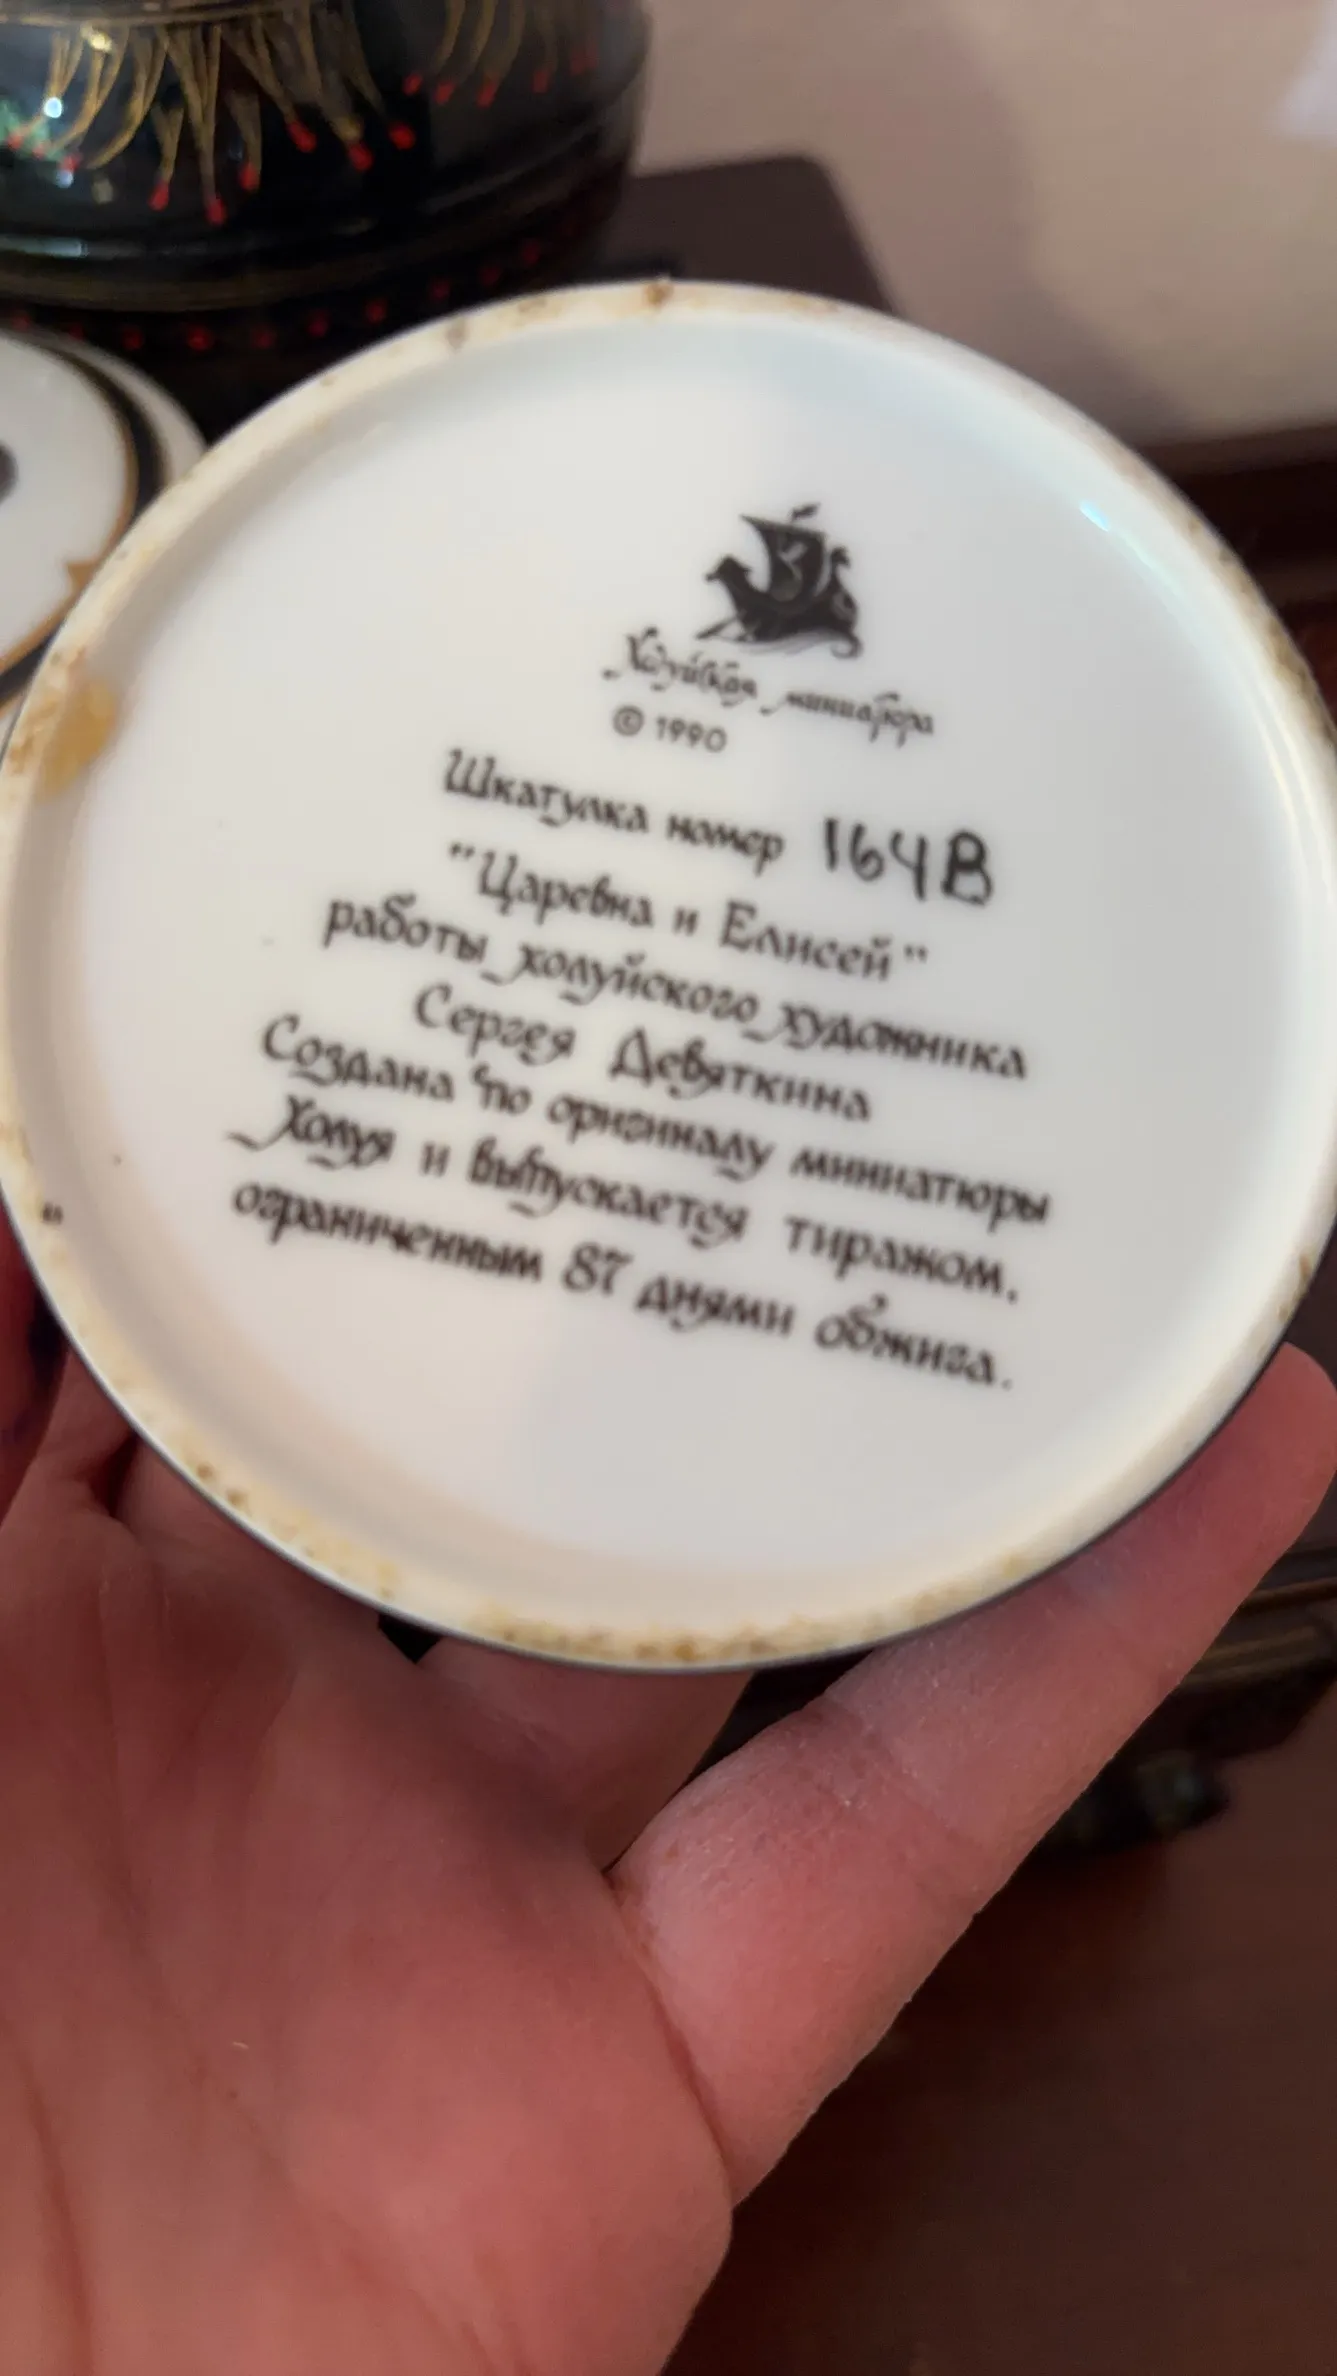 Холуйская миниатюра
© 1990
Шкатулка номер 164B
"Царевна и Елисей"
работы холуйского художника
Сергея Девяткина
Создана по оригиналу миниатюры
Холуя и выпускается тиражом,
ограниченным 87 днями обжига.